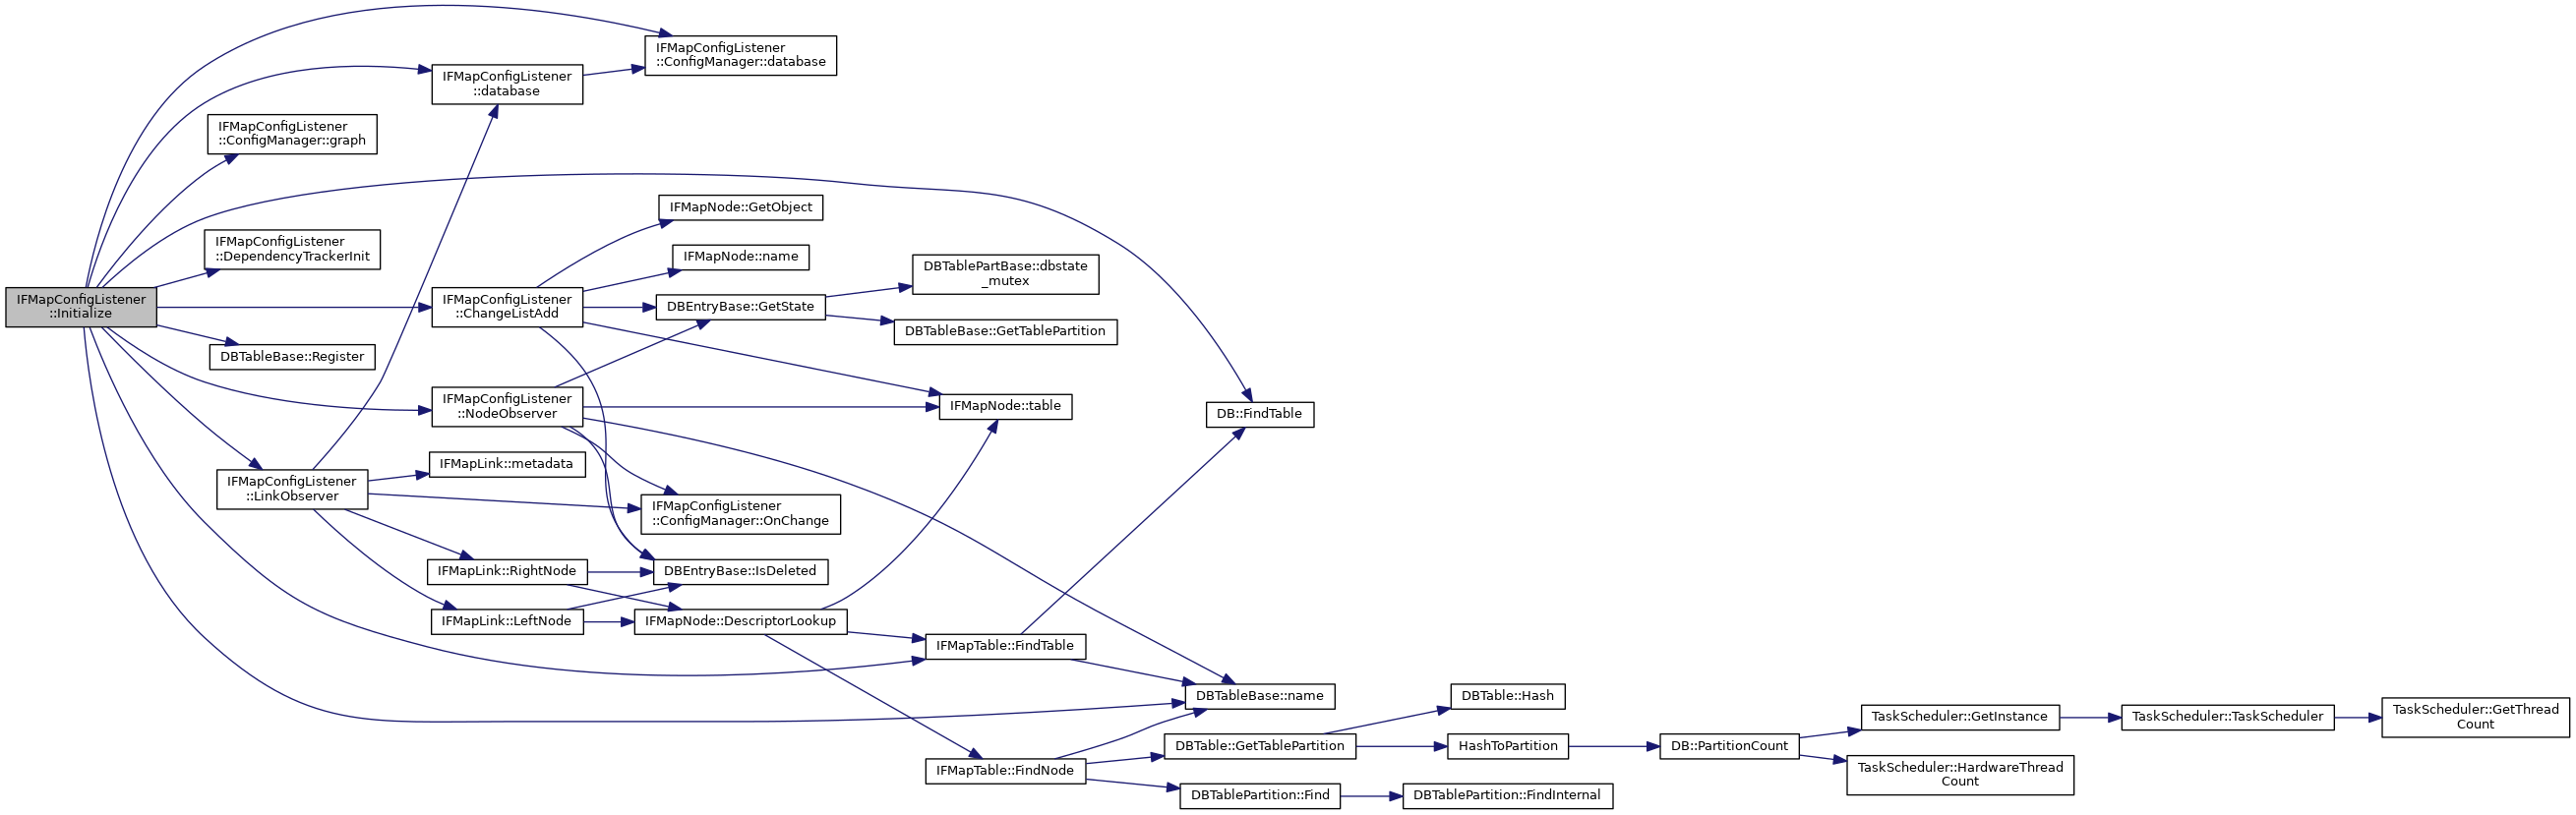 IFMapConfigListener
::Initialize
IFMapConfigListener
::ConfigManager::database
IFMapConfigListener
::database
IFMapConfigListener
::ConfigManager::graph
IFMapConfigListener
::DependencyTrackerInit
IFMapConfigListener
::ChangeListAdd
DBTableBase::Register
IFMapConfigListener
::NodeObserver
IFMapConfigListener
::LinkObserver
IFMapNode::GetObject
IFMapNode::name
DBEntryBase::GetState
DBTablePartBase::dbstate
_mutex
DBTableBase::GetTablePartition
IFMapNode::table
DB::FindTable
IFMapLink::metadata
IFMapConfigListener
::ConfigManager::OnChange
IFMapLink::RightNode
DBEntryBase::IsDeleted
IFMapLink::LeftNode
IFMapNode::DescriptorLookup
IFMapTable::FindTable
DBTableBase::name
IFMapTable::FindNode
DBTable::GetTablePartition
DBTable::Hash
HashToPartition
DB::PartitionCount
TaskScheduler::GetInstance
TaskScheduler::TaskScheduler
TaskScheduler::GetThread
Count
TaskScheduler::HardwareThread
Count
DBTablePartition::Find
DBTablePartition::FindInternal